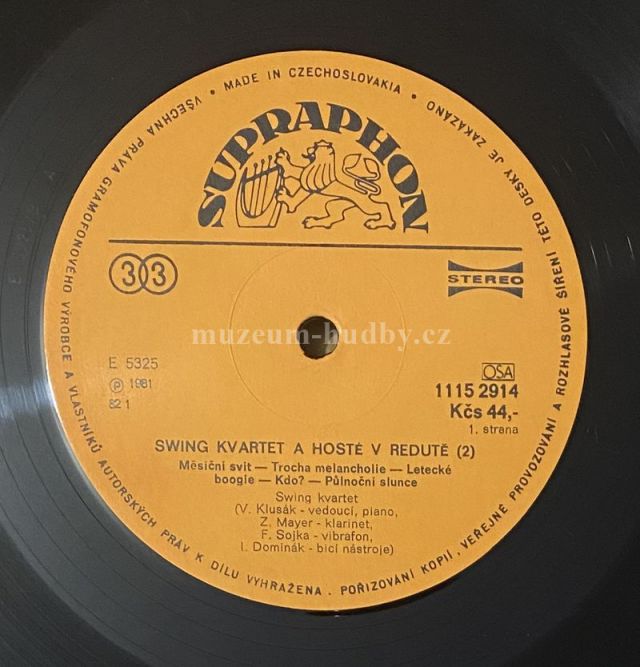 VŠECHNA PRÁVA GRAMOFONOVÉHO VÝROBCE A VLASTNÍKŮ AUTORSKÝCH PRÁV K DÍLU VYHRAŽENA . POŘIZOVÁNÍ KOPIÍ, VEŘEJNÉ PROVOZOVÁNÍ A ROZHLASOVÉ ŠÍŘENÍ TÉTO DESKY JE ZAKÁZÁNO
• MADE IN CZECHOSLOVAKIA •
SUPRAPHON
33
STEREO
muzeum-hudby.cz
E 5325
℗ 1981
82 1
OSA
1115 2914
Kčs 44,-
1. strana
SWING KVARTET A HOSTÉ V REDUTĚ (2)
Měsíční svit — Trocha melancholie — Letecké
boogie — Kdo? — Půlnoční slunce
Swing kvartet
(V. Klusák - vedoucí, piano,
Z. Mayer - klarinet,
F. Sojka - vibrafon,
I. Dominák - bicí nástroje)